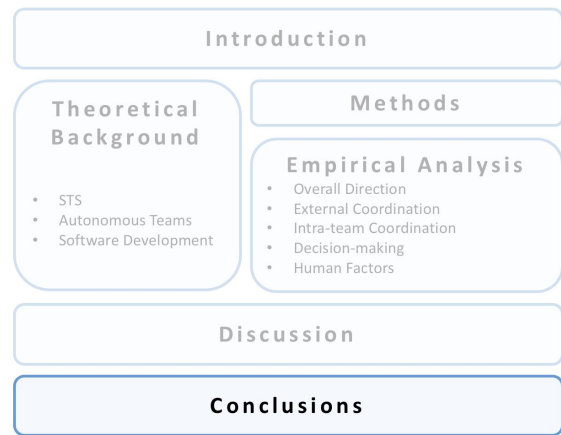 Introduction
Theoretical
Background
• STS
• Autonomous Teams
• Software Development
Methods
Empirical Analysis
• Overall Direction
• External Coordination
• Intra-team Coordination
• Decision-making
• Human Factors
Discussion
Conclusions